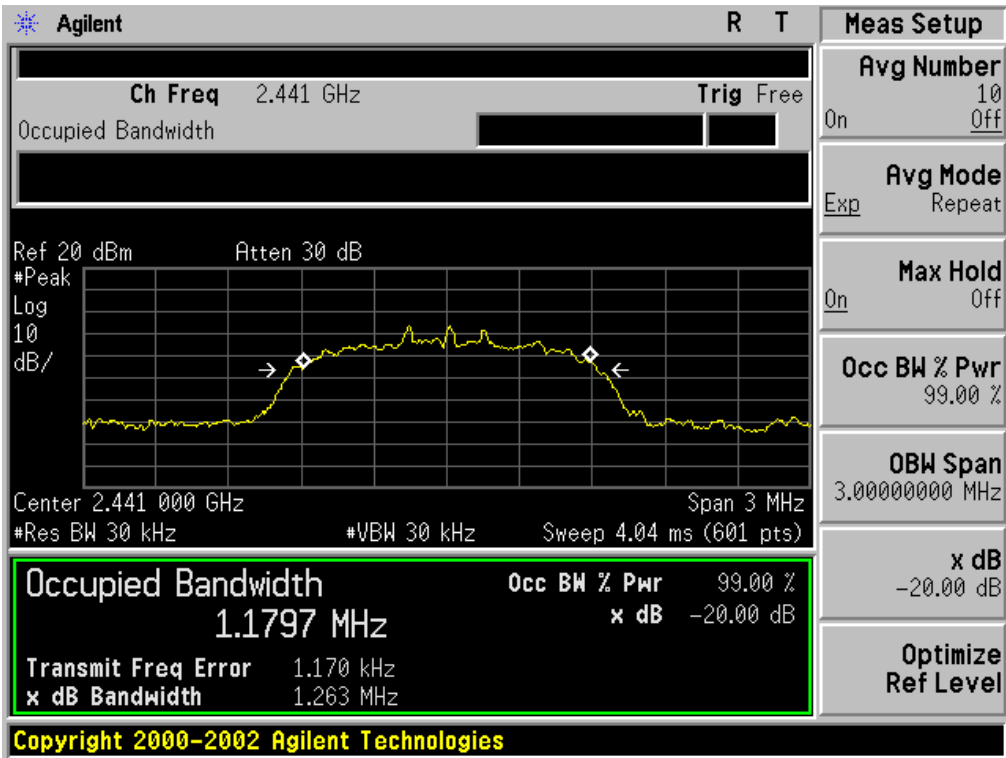 Agilent R T
Ch Freq 2.441 GHz Trig Free
Occupied Bandwidth
Ref 20 dBm Atten 30 dB
#Peak
Log
10
dB/
Center 2.441 000 GHz Span 3 MHz
#Res BW 30 kHz #VBW 30 kHz Sweep 4.04 ms (601 pts)
Occupied Bandwidth Occ BW % Pwr 99.00 %
1.1797 MHz x dB -20.00 dB
Transmit Freq Error 1.170 kHz
x dB Bandwidth 1.263 MHz
Copyright 2000-2002 Agilent Technologies
Meas Setup
Avg Number
10
On Off
Avg Mode
Exp Repeat
Max Hold
On Off
Occ BW % Pwr
99.00 %
OBW Span
3.00000000 MHz
x dB
-20.00 dB
Optimize
Ref Level